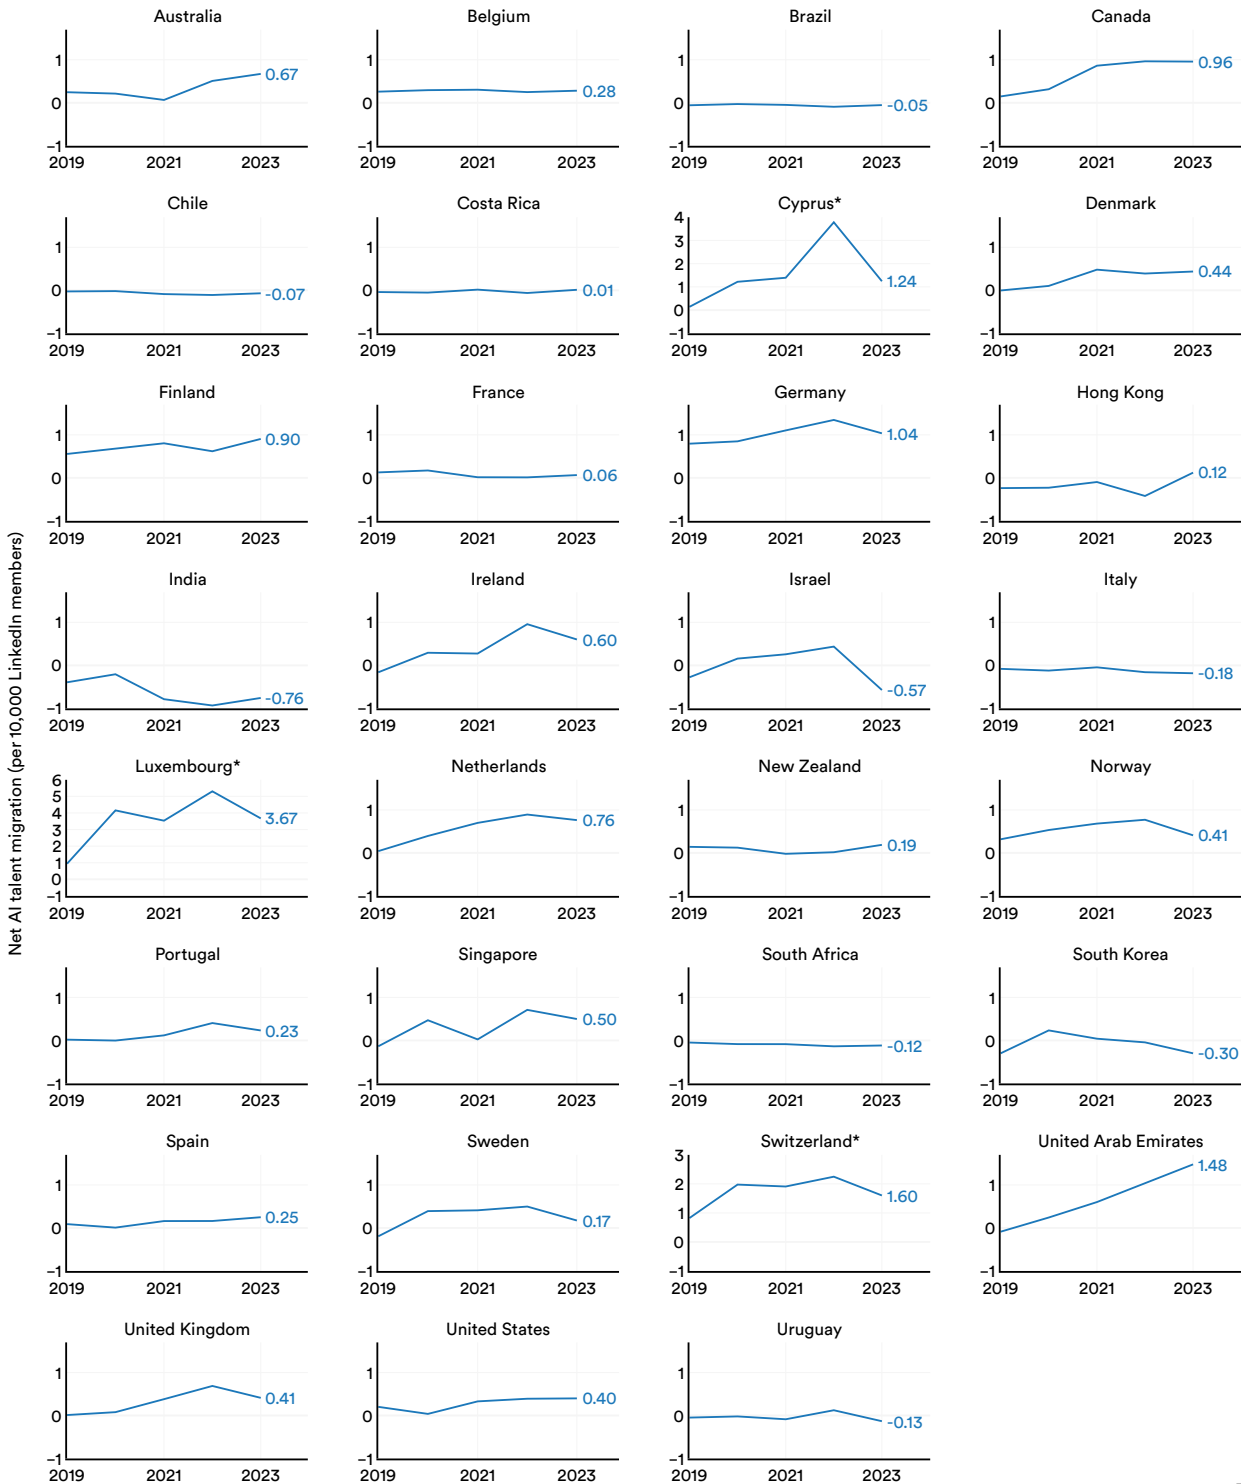 Net AI talent migration (per 10,000 LinkedIn members)
Australia
1
0
−1
2019 2021 2023
0.67
Belgium
1
0
−1
2019 2021 2023
0.28
Brazil
1
0
−1
2019 2021 2023
-0.05
Canada
1
0
−1
2019 2021 2023
0.96
Chile
1
0
−1
2019 2021 2023
-0.07
Costa Rica
1
0
−1
2019 2021 2023
0.01
Cyprus*
4
3
2
1
0
−1
2019 2021 2023
1.24
Denmark
1
0
−1
2019 2021 2023
0.44
Finland
1
0
−1
2019 2021 2023
0.90
France
1
0
−1
2019 2021 2023
0.06
Germany
1
0
−1
2019 2021 2023
1.04
Hong Kong
1
0
−1
2019 2021 2023
0.12
India
1
0
−1
2019 2021 2023
-0.76
Ireland
1
0
−1
2019 2021 2023
0.60
Israel
1
0
−1
2019 2021 2023
-0.57
Italy
1
0
−1
2019 2021 2023
-0.18
Luxembourg*
6
5
4
3
2
1
0
−1
2019 2021 2023
3.67
Netherlands
1
0
−1
2019 2021 2023
0.76
New Zealand
1
0
−1
2019 2021 2023
0.19
Norway
1
0
−1
2019 2021 2023
0.41
Portugal
1
0
−1
2019 2021 2023
0.23
Singapore
1
0
−1
2019 2021 2023
0.50
South Africa
1
0
−1
2019 2021 2023
-0.12
South Korea
1
0
−1
2019 2021 2023
-0.30
Spain
1
0
−1
2019 2021 2023
0.25
Sweden
1
0
−1
2019 2021 2023
0.17
Switzerland*
3
2
1
0
−1
2019 2021 2023
1.60
United Arab Emirates
1
0
−1
2019 2021 2023
1.48
United Kingdom
1
0
−1
2019 2021 2023
0.41
United States
1
0
−1
2019 2021 2023
0.40
Uruguay
1
0
−1
2019 2021 2023
-0.13